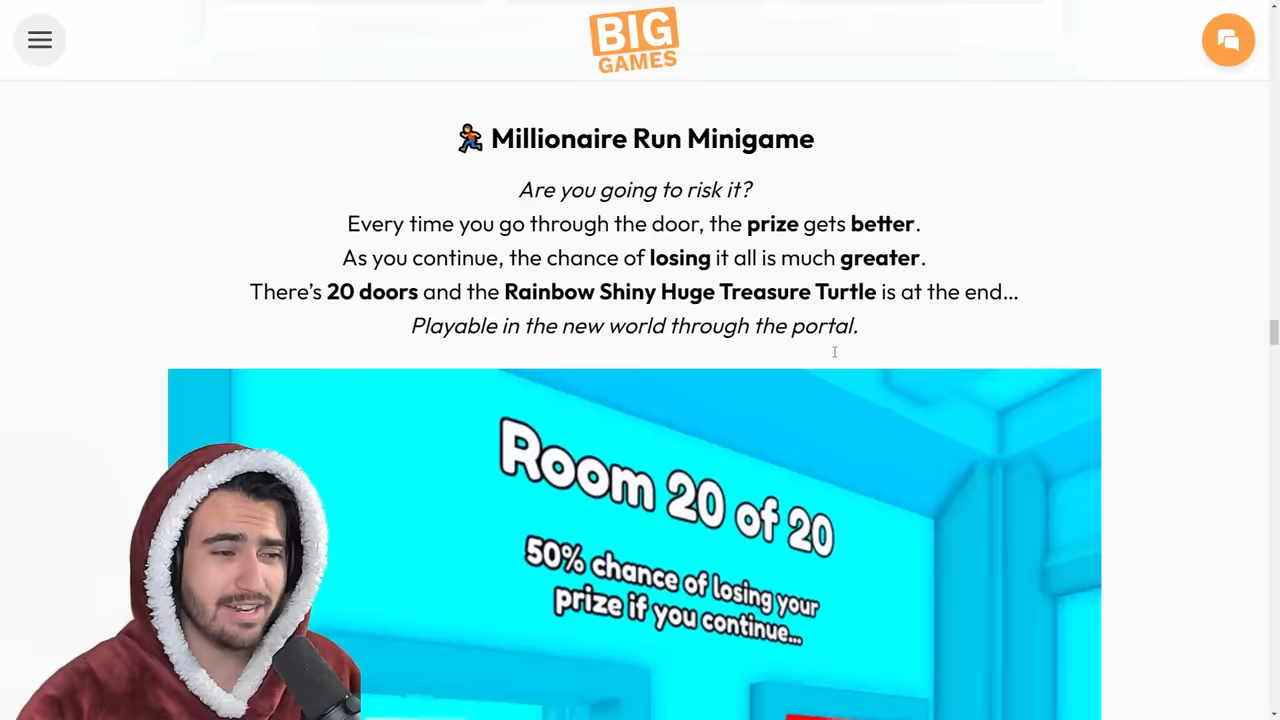 BIG
GAMES
Millionaire Run Minigame
Are you going to risk it?
Every time you go through the door, the prize gets better.
As you continue, the chance of losing it all is much greater.
There's 20 doors and the Rainbow Shiny Huge Treasure Turtle is at the end...
Playable in the new world through the portal.
Room 20 of 20
50% chance of losing your
prize if you continue...